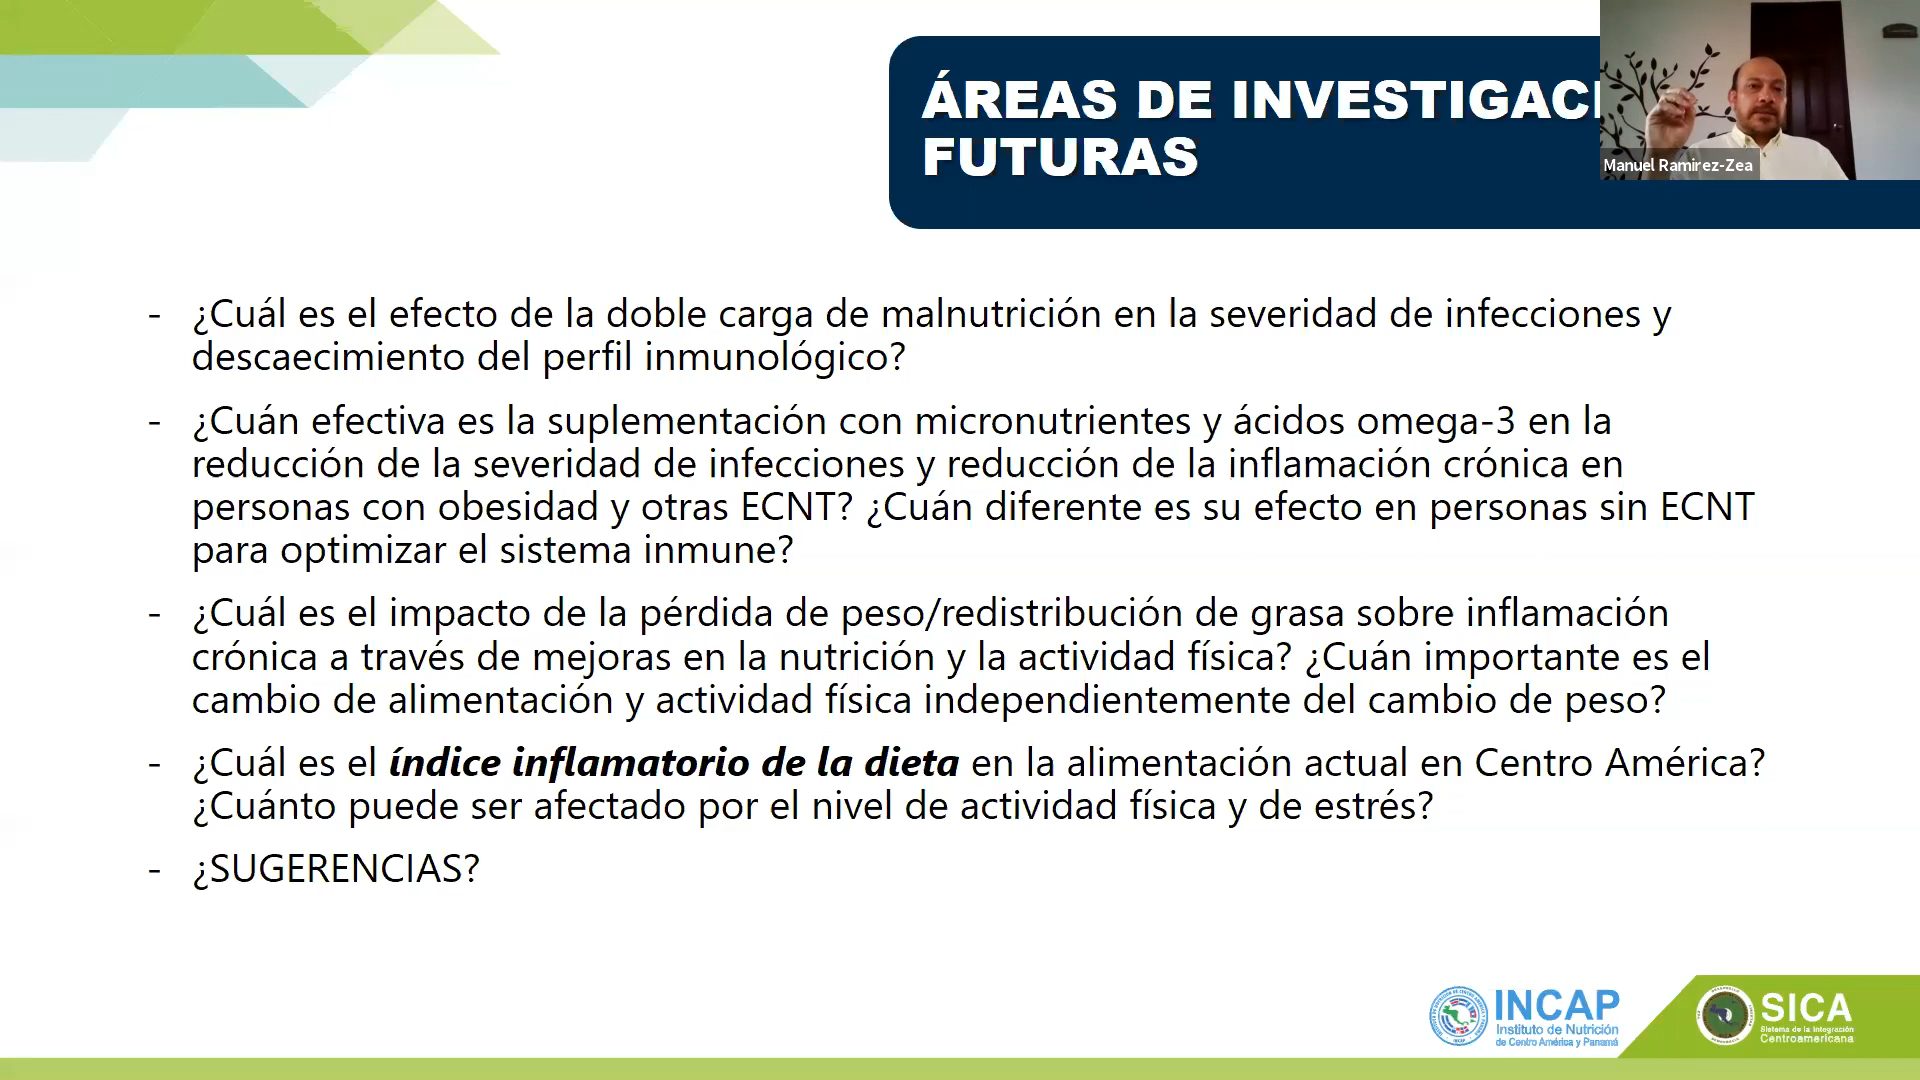 ÁREAS DE INVESTIGACI
FUTURAS
Manuel Ramirez-Zea
- ¿Cuál es el efecto de la doble carga de malnutrición en la severidad de infecciones y
descaecimiento del perfil inmunológico?
- ¿Cuán efectiva es la suplementación con micronutrientes y ácidos omega-3 en la
reducción de la severidad de infecciones y reducción de la inflamación crónica en
personas con obesidad y otras ECNT? ¿Cuán diferente es su efecto en personas sin ECNT
para optimizar el sistema inmune?
- ¿Cuál es el impacto de la pérdida de peso/redistribución de grasa sobre inflamación
crónica a través de mejoras en la nutrición y la actividad física? ¿Cuán importante es el
cambio de alimentación y actividad física independientemente del cambio de peso?
- ¿Cuál es el índice inflamatorio de la dieta en la alimentación actual en Centro América?
¿Cuánto puede ser afectado por el nivel de actividad física y de estrés?
- ¿SUGERENCIAS?
INCAP
Instituto de Nutrición
de Centro América y Panamá
SICA
Sistema de la Integración
Centroamericana